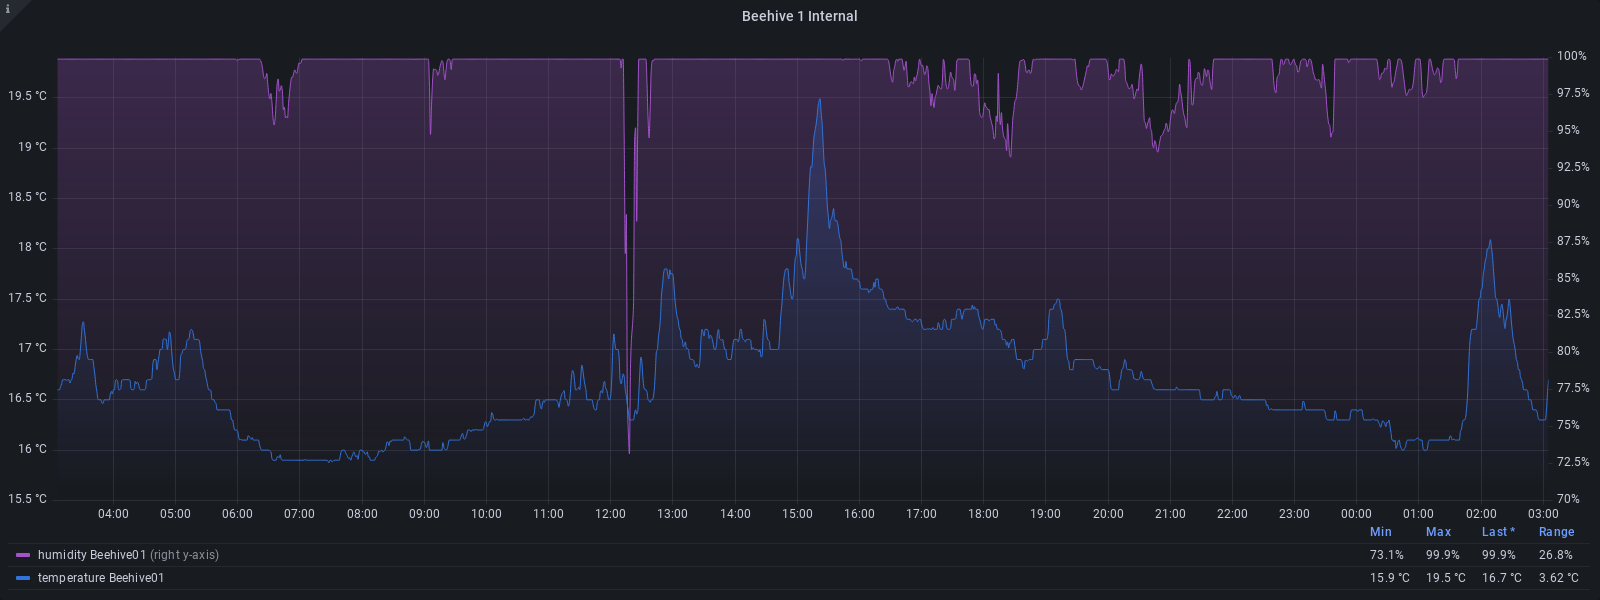 i
Beehive 1 Internal
100%
19.5 °C
97.5%
95%
19 °C
92.5%
18.5 °C
90%
18 °C
87.5%
85%
17.5 °C
82.5%
17 °C
80%
77.5%
16.5 °C
75%
16 °C
72.5%
15.5 °C
70%
04:00 05:00 06:00 07:00 08:00 09:00 10:00 11:00 12:00 13:00 14:00 15:00 16:00 17:00 18:00 19:00 20:00 21:00 22:00 23:00 00:00 01:00 02:00 03:00
Min Max Last * Range
humidity Beehive01 (right y-axis) 73.1% 99.9% 99.9% 26.8%
temperature Beehive01 15.9 °C 19.5 °C 16.7 °C 3.62 °C